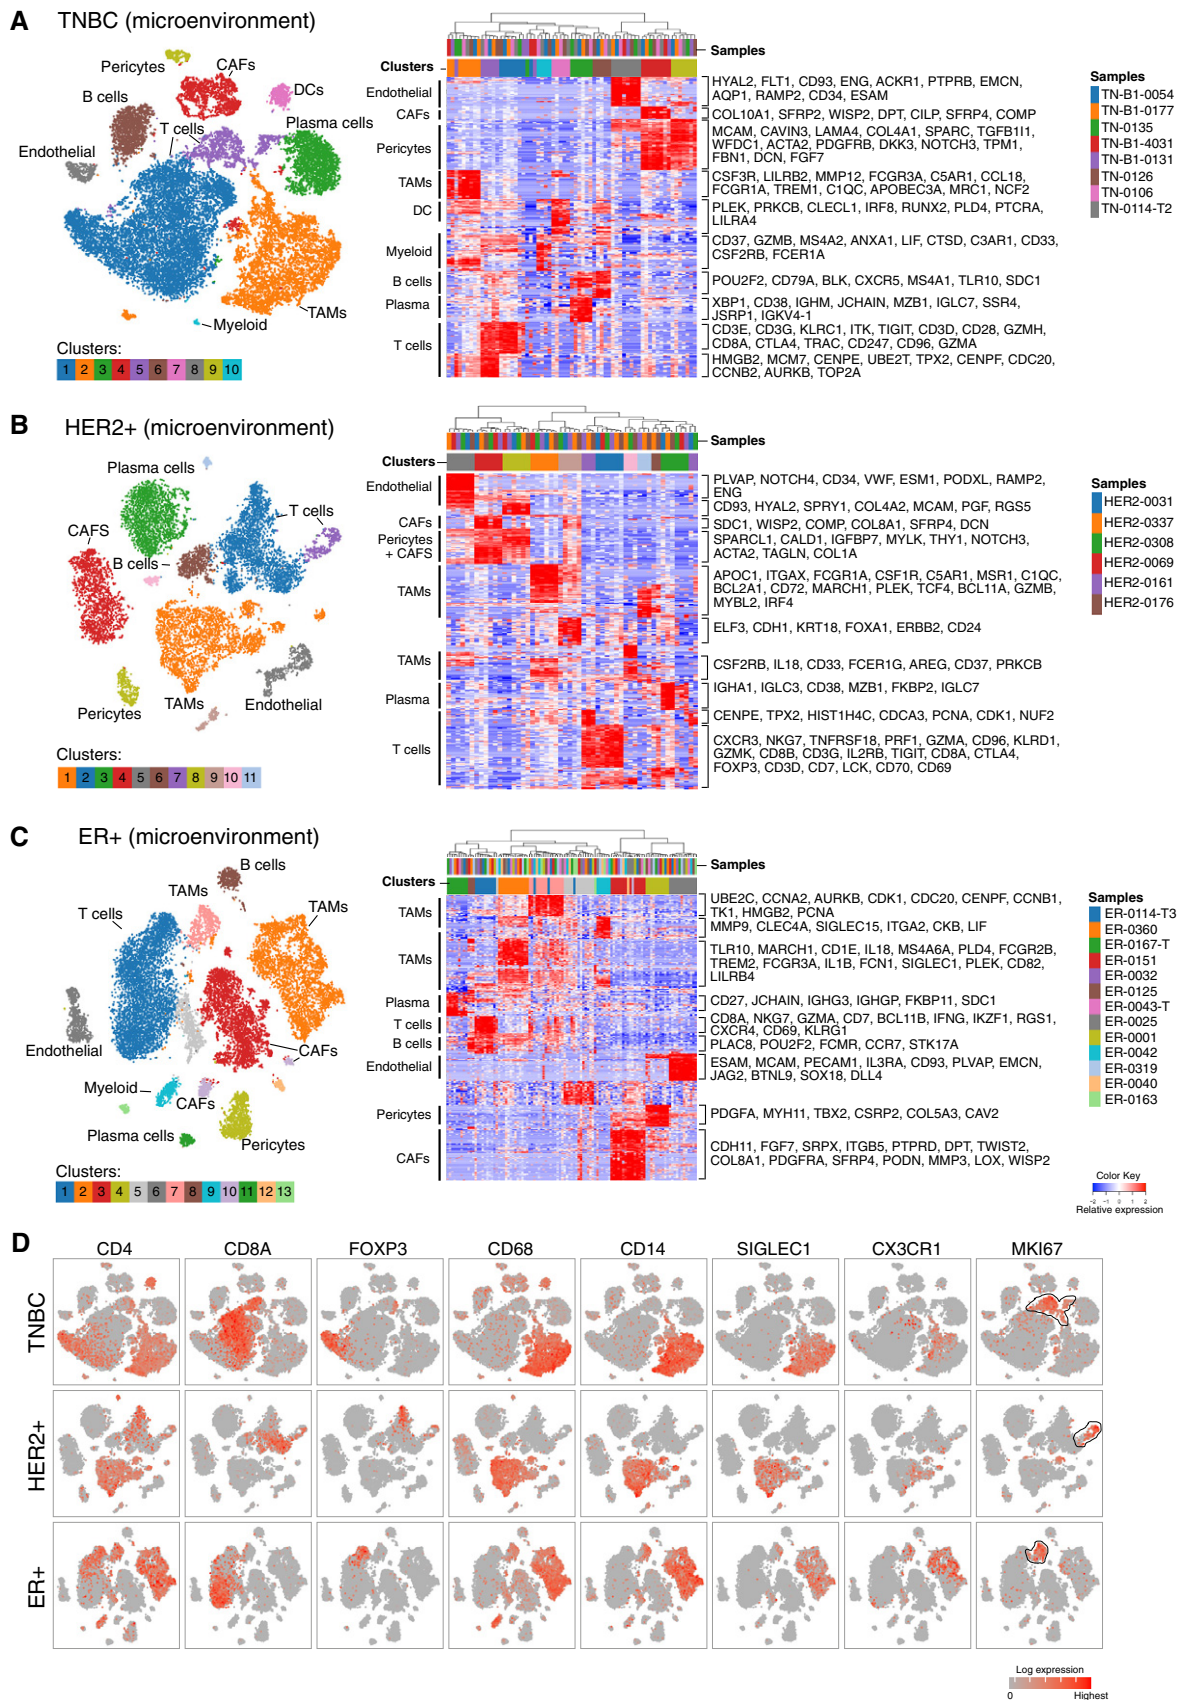 A
TNBC (microenvironment)
Pericytes
CAFs
DCs
B cells
T cells
Plasma cells
Endothelial
TAMs
Myeloid
Clusters:
1 2 3 4 5 6 7 8 9 10
Samples
Clusters
Endothelial
HYAL2, FLT1, CD93, ENG, ACKR1, PTPRB, EMCN,
AQP1, RAMP2, CD34, ESAM
CAFs
COL10A1, SFRP2, WISP2, DPT, CILP, SFRP4, COMP
Pericytes
MCAM, CAVIN3, LAMA4, COL4A1, SPARC, TGFB1I1,
WFDC1, ACTA2, PDGFRB, DKK3, NOTCH3, TPM1,
FBN1, DCN, FGF7
TAMs
CSF3R, LILRB2, MMP12, FCGR3A, C5AR1, CCL18,
FCGR1A, TREM1, C1QC, APOBEC3A, MRC1, NCF2
DC
PLEK, PRKCB, CLECL1, IRF8, RUNX2, PLD4, PTCRA,
LILRA4
Myeloid
CD37, GZMB, MS4A2, ANXA1, LIF, CTSD, C3AR1, CD33,
CSF2RB, FCER1A
B cells
POU2F2, CD79A, BLK, CXCR5, MS4A1, TLR10, SDC1
Plasma
XBP1, CD38, IGHM, JCHAIN, MZB1, IGLC7, SSR4,
JSRP1, IGKV4-1
T cells
CD3E, CD3G, KLRC1, ITK, TIGIT, CD3D, CD28, GZMH,
CD8A, CTLA4, TRAC, CD247, CD96, GZMA
HMGB2, MCM7, CENPE, UBE2T, TPX2, CENPF, CDC20,
CCNB2, AURKB, TOP2A
Samples
TN-B1-0054
TN-B1-0177
TN-0135
TN-B1-4031
TN-B1-0131
TN-0126
TN-0106
TN-0114-T2
B
HER2+ (microenvironment)
Plasma cells
T cells
CAFS
B cells
Pericytes
TAMs
Endothelial
Clusters:
1 2 3 4 5 6 7 8 9 10 11
Samples
Clusters
Endothelial
PLVAP, NOTCH4, CD34, VWF, ESM1, PODXL, RAMP2,
ENG
CD93, HYAL2, SPRY1, COL4A2, MCAM, PGF, RGS5
CAFs
SDC1, WISP2, COMP, COL8A1, SFRP4, DCN
Pericytes
+ CAFS
SPARCL1, CALD1, IGFBP7, MYLK, THY1, NOTCH3,
ACTA2, TAGLN, COL1A
TAMs
APOC1, ITGAX, FCGR1A, CSF1R, C5AR1, MSR1, C1QC,
BCL2A1, CD72, MARCH1, PLEK, TCF4, BCL11A, GZMB,
MYBL2, IRF4
ELF3, CDH1, KRT18, FOXA1, ERBB2, CD24
TAMs
CSF2RB, IL18, CD33, FCER1G, AREG, CD37, PRKCB
Plasma
IGHA1, IGLC3, CD38, MZB1, FKBP2, IGLC7
CENPE, TPX2, HIST1H4C, CDCA3, PCNA, CDK1, NUF2
T cells
CXCR3, NKG7, TNFRSF18, PRF1, GZMA, CD96, KLRD1,
GZMK, CD8B, CD3G, IL2RB, TIGIT, CD8A, CTLA4,
FOXP3, CD3D, CD7, LCK, CD70, CD69
Samples
HER2-0031
HER2-0337
HER2-0308
HER2-0069
HER2-0161
HER2-0176
C
ER+ (microenvironment)
B cells
TAMs
T cells
TAMs
Endothelial
CAFs
Myeloid
CAFs
Plasma cells
Pericytes
Clusters:
1 2 3 4 5 6 7 8 9 10 11 12 13
Samples
Clusters
TAMs
UBE2C, CCNA2, AURKB, CDK1, CDC20, CENPF, CCNB1,
TK1, HMGB2, PCNA
MMP9, CLEC4A, SIGLEC15, ITGA2, CKB, LIF
TAMs
TLR10, MARCH1, CD1E, IL18, MS4A6A, PLD4, FCGR2B,
TREM2, FCGR3A, IL1B, FCN1, SIGLEC1, PLEK, CD82,
LILRB4
Plasma
CD27, JCHAIN, IGHG3, IGHGP, FKBP11, SDC1
T cells
CD8A, NKG7, GZMA, CD7, BCL11B, IFNG, IKZF1, RGS1,
CXCR4, CD69, KLRG1
B cells
PLAC8, POU2F2, FCMR, CCR7, STK17A
Endothelial
ESAM, MCAM, PECAM1, IL3RA, CD93, PLVAP, EMCN,
JAG2, BTNL9, SOX18, DLL4
Pericytes
PDGFA, MYH11, TBX2, CSRP2, COL5A3, CAV2
CAFs
CDH11, FGF7, SRPX, ITGB5, PTPRD, DPT, TWIST2,
COL8A1, PDGFRA, SFRP4, PODN, MMP3, LOX, WISP2
Samples
ER-0114-T3
ER-0360
ER-0167-T
ER-0151
ER-0032
ER-0125
ER-0043-T
ER-0025
ER-0001
ER-0042
ER-0319
ER-0040
ER-0163
Color Key
-2 -1 0 1 2
Relative expression
D
CD4 CD8A FOXP3 CD68 CD14 SIGLEC1 CX3CR1 MKI67
TNBC
HER2+
ER+
Log expression
0 Highest